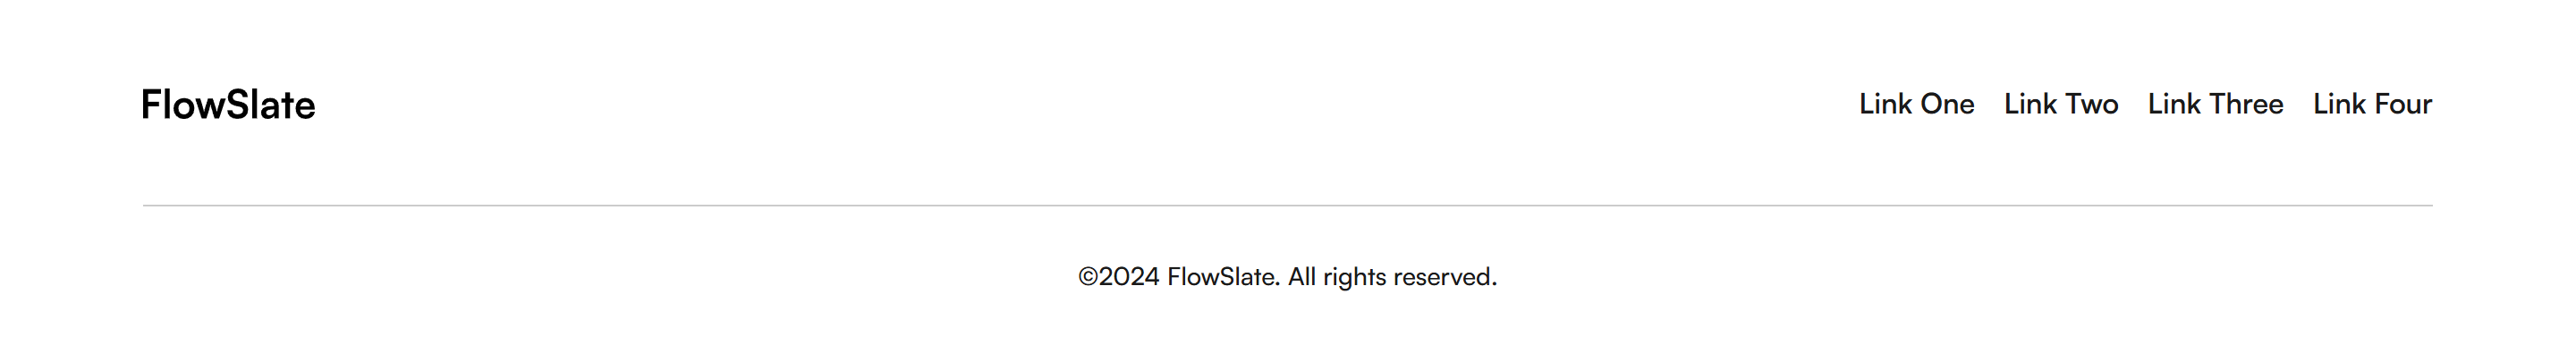 FlowSlate
Link One Link Two Link Three Link Four
©2024 FlowSlate. All rights reserved.